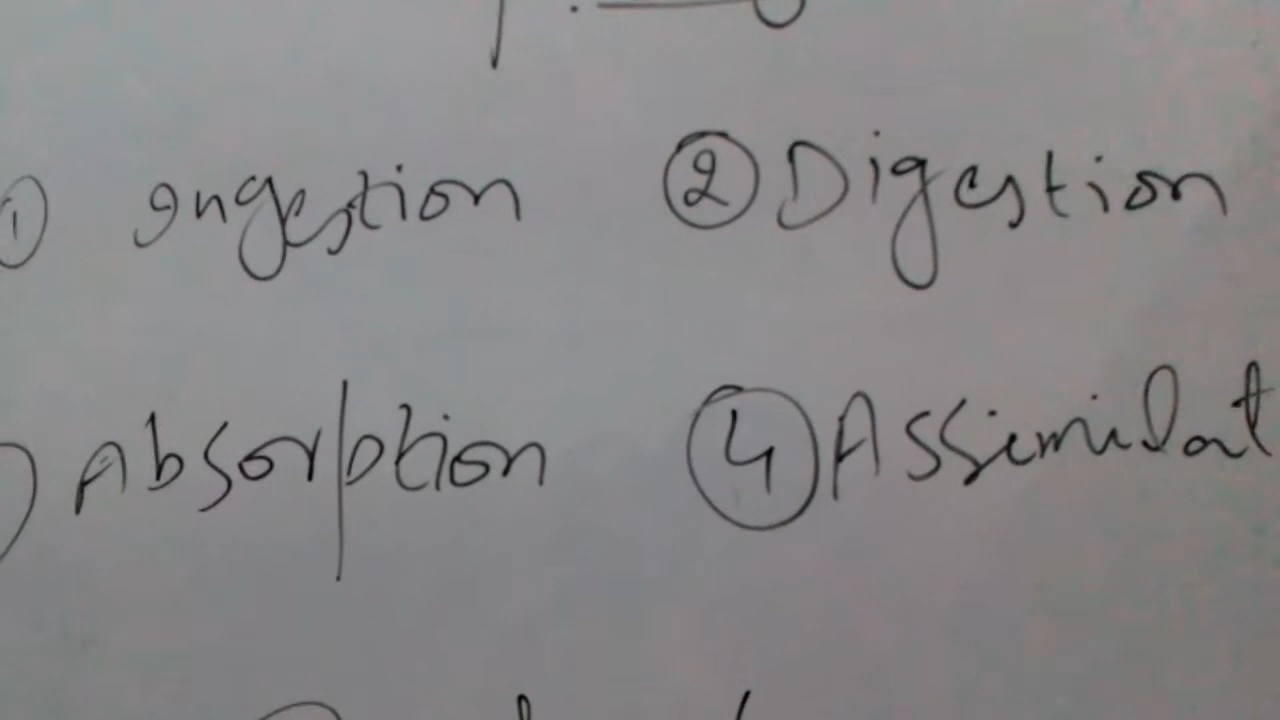 ① Ingestion ② Digestion
Absorption ④ Assimilat